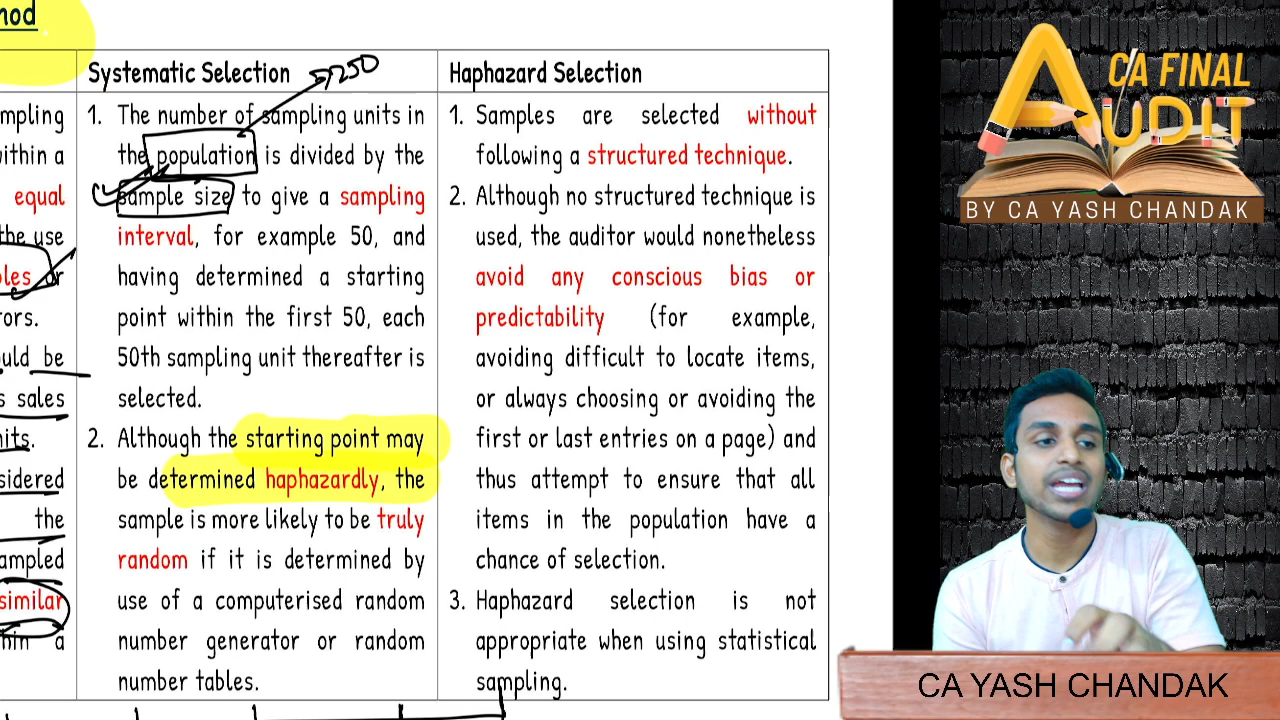 nod
Systematic Selection
1. The number of sampling units in
the population is divided by the
sample size to give a sampling
interval, for example 50, and
having determined a starting
point within the first 50, each
50th sampling unit thereafter is
selected.
2. Although the starting point may
be determined haphazardly, the
sample is more likely to be truly
random if it is determined by
use of a computerised random
number generator or random
number tables.
Haphazard Selection
1. Samples are selected without
following a structured technique.
2. Although no structured technique is
used, the auditor would nonetheless
avoid any conscious bias or
predictability (for example,
avoiding difficult to locate items,
or always choosing or avoiding the
first or last entries on a page) and
thus attempt to ensure that all
items in the population have a
chance of selection.
3. Haphazard selection is not
appropriate when using statistical
sampling.
mpling
ithin a
equal
the use
les or
ors.
uld be
s sales
nits.
sidered
the
ampled
similar
hin a
CA FINAL
AUDIT
BY CA YASH CHANDAK
CA YASH CHANDAK